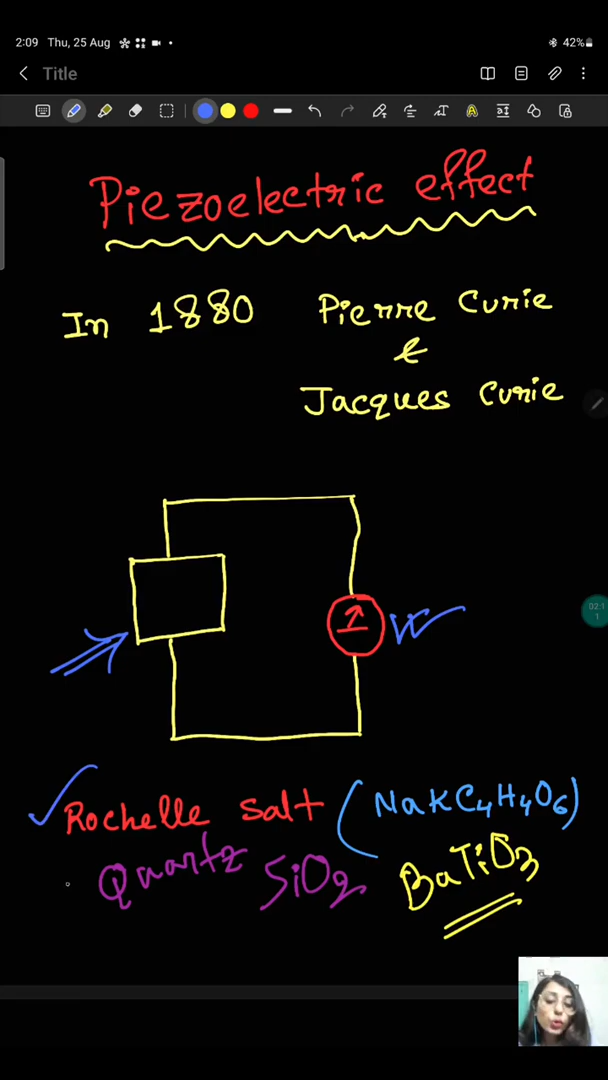 2:09 Thu, 25 Aug
42%
Title
Piezoelectric effect
In 1880 Pierre Curie
&
Jacques Curie
Rochelle salt (NaKC4H4O6)
Quartz SiO2 BaTiO3